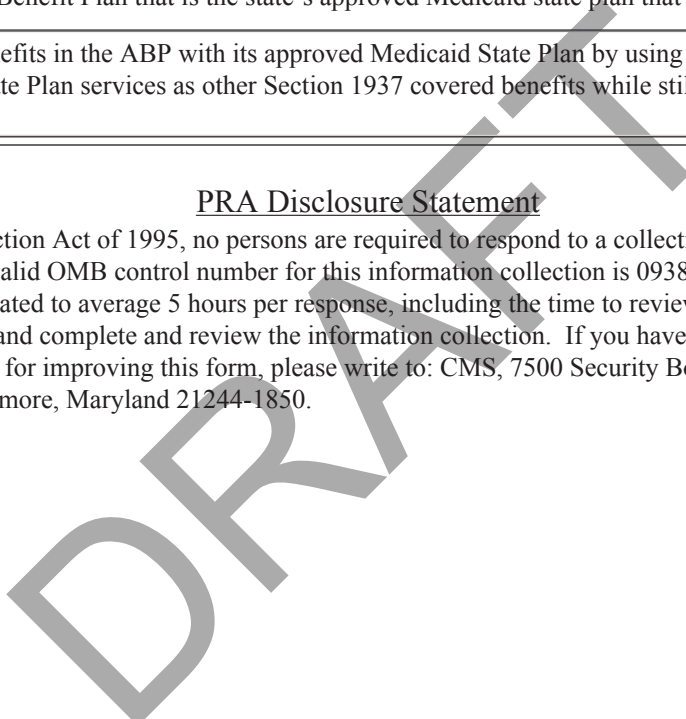 Benefit Plan that is the state's approved Medicaid state plan that
efits in the ABP with its approved Medicaid State Plan by using
te Plan services as other Section 1937 covered benefits while stil
PRA Disclosure Statement
ction Act of 1995, no persons are required to respond to a collecti
alid OMB control number for this information collection is 0938
ated to average 5 hours per response, including the time to review
and complete and review the information collection.  If you have
for improving this form, please write to: CMS, 7500 Security Bo
more, Maryland 21244-1850.
DRAFT